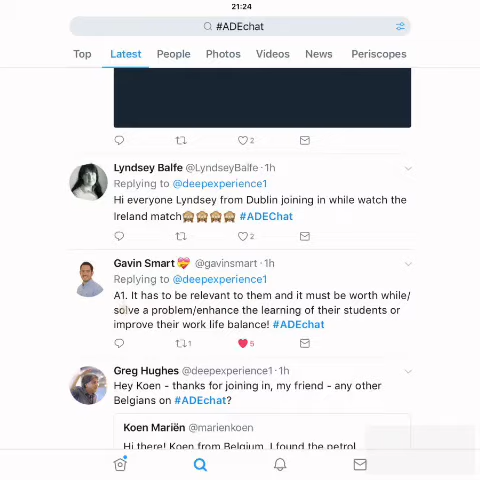 21:24
#ADEchat
Top Latest People Photos Videos News Periscopes
2
Lyndsey Balfe @LyndseyBalfe · 1h
Replying to @deepexperience1
Hi everyone Lyndsey from Dublin joining in while watch the
Ireland match🙈🙈🙈🙈 #ADEChat
2
Gavin Smart 💝 @gavinsmart · 1h
Replying to @deepexperience1
A1. It has to be relevant to them and it must be worth while/
solve a problem/enhance the learning of their students or
improve their work life balance! #ADEchat
1 5
Greg Hughes @deepexperience1 · 1h
Hey Koen - thanks for joining in, my friend - any other
Belgians on #ADEchat?
Koen Mariën @marienkoen
Hi there! Koen from Belgium. I found the petrol